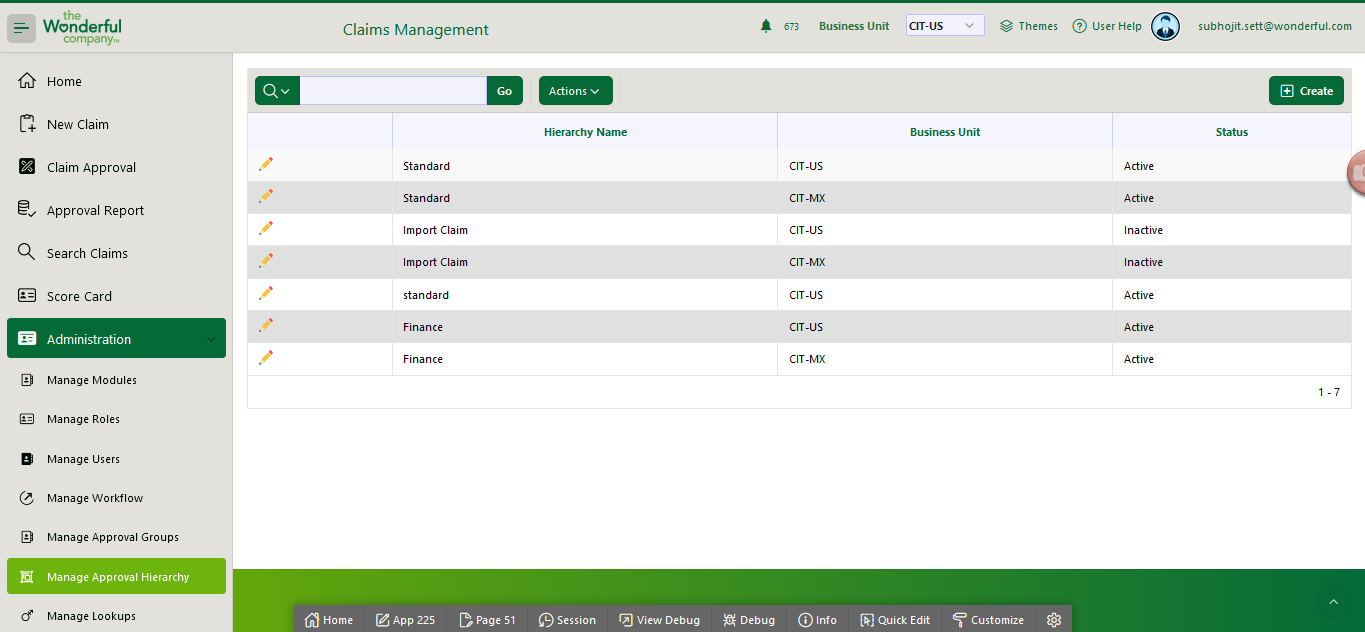 the
Wonderful
company™
Claims Management
673
Business Unit
CIT-US
Themes
User Help
subhojit.sett@wonderful.com
Home
New Claim
Claim Approval
Approval Report
Search Claims
Score Card
Administration
Manage Modules
Manage Roles
Manage Users
Manage Workflow
Manage Approval Groups
Manage Approval Hierarchy
Manage Lookups
Go
Actions
Create
Hierarchy Name Business Unit Status
Standard CIT-US Active
Standard CIT-MX Active
Import Claim CIT-US Inactive
Import Claim CIT-MX Inactive
standard CIT-US Active
Finance CIT-US Active
Finance CIT-MX Active
1 - 7
Home App 225 Page 51 Session View Debug Debug Info Quick Edit Customize